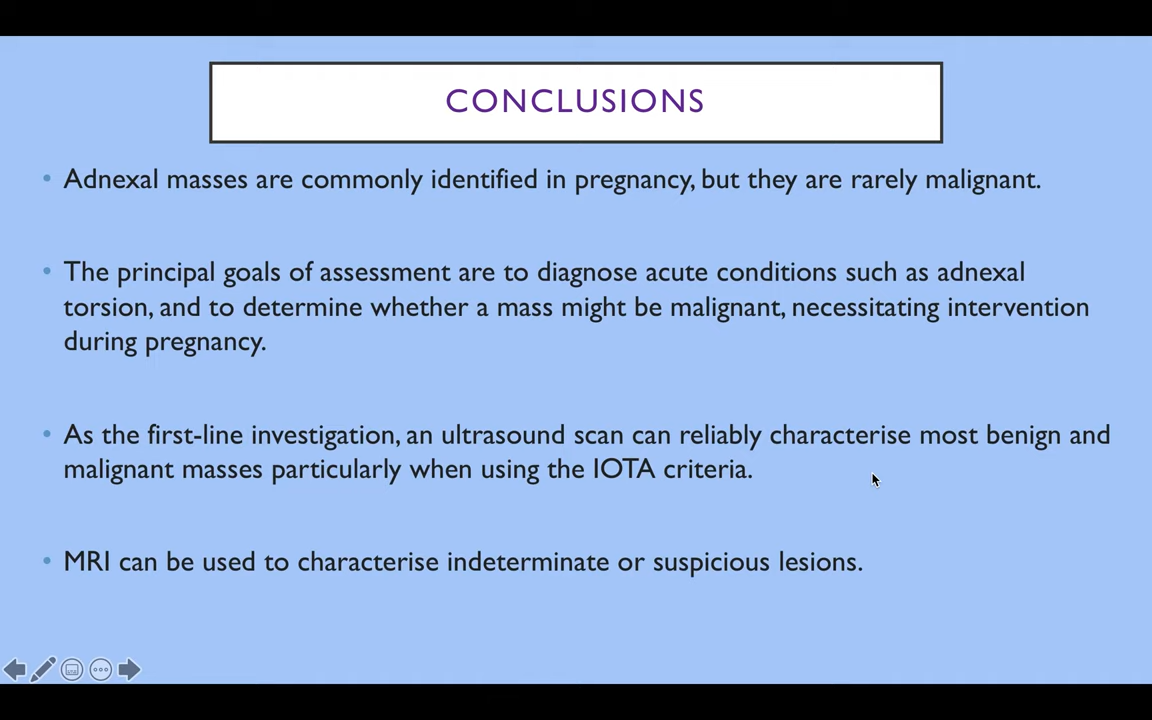 CONCLUSIONS
• Adnexal masses are commonly identified in pregnancy, but they are rarely malignant.
• The principal goals of assessment are to diagnose acute conditions such as adnexal
torsion, and to determine whether a mass might be malignant, necessitating intervention
during pregnancy.
• As the first-line investigation, an ultrasound scan can reliably characterise most benign and
malignant masses particularly when using the IOTA criteria.
• MRI can be used to characterise indeterminate or suspicious lesions.